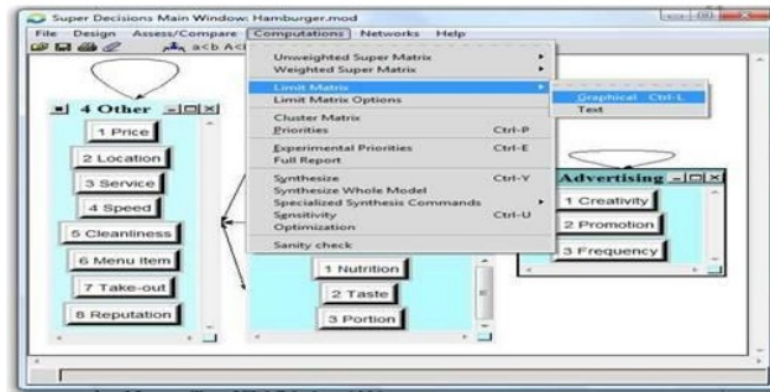 Super Decisions Main Window: Hamburger.mod
File Design Assess/Compare Computations Networks Help
a<b A<
Unweighted Super Matrix
Weighted Super Matrix
Limit Matrix
Graphical Ctrl-L
Limit Matrix Options
Text
Cluster Matrix
Priorities Ctrl-P
Experimental Priorities Ctrl-E
Full Report
Synthesize Ctrl-Y
Synthesize Whole Model
Specialized Synthesis Commands
Sensitivity Ctrl-U
Optimization
Sanity check
4 Other
1 Price
2 Location
3 Service
4 Speed
5 Cleanliness
6 Menu Item
7 Take-out
8 Reputation
1 Nutrition
2 Taste
3 Portion
Advertising
1 Creativity
2 Promotion
3 Frequency